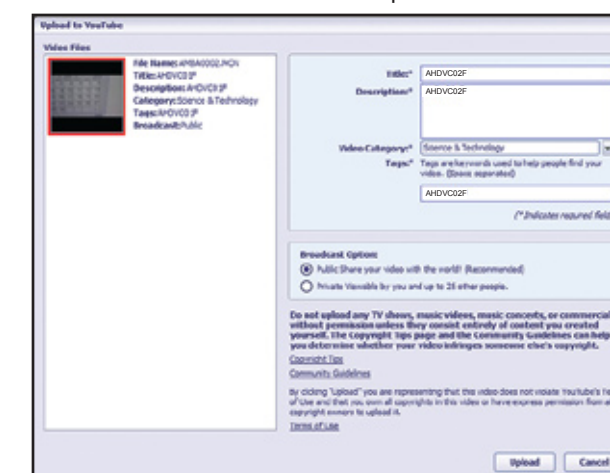 Upload to YouTube
Video Files
File Name: AMBA0002.MOV
Title: AHDVC01F
Description: AHDVC01F
Category: Science & Technology
Tags: AHDVC01F
Broadcast: Public
Title:* AHDVC02F
Description:* AHDVC02F
Video Category:* Science & Technology
Tags:* Tags are keywords used to help people find your
video. (Space separated)
AHDVC02F
(* Indicates required field
Broadcast Option:
Public: Share your video with the world! (Recommended)
Private: Viewable by you and up to 25 other people.
Do not upload any TV shows, music videos, music concerts, or commercial
without permission unless they consist entirely of content you created
yourself. The Copyright Tips page and the Community Guidelines can help
you determine whether your video infringes someone else's copyright.
Copyright Tips
Community Guidelines
By clicking "Upload" you are representing that this video does not violate YouTube's Te
of Use and that you own all copyrights in this video or have express permission from a
copyright owners to upload it.
Terms of Use
Upload Cancel